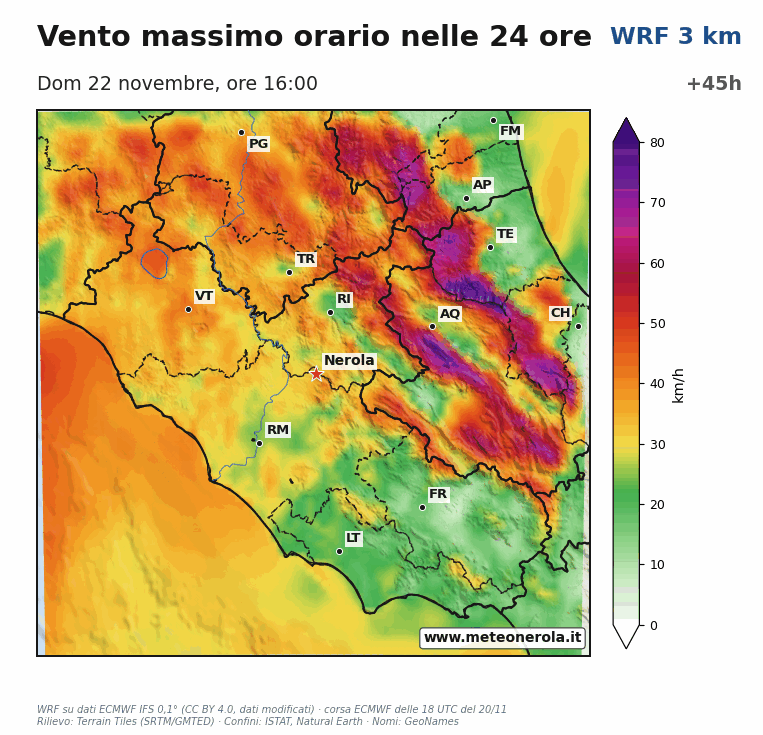 Vento massimo orario nelle 24 ore WRF 3 km
Dom 22 novembre, ore 16:00 +45h
FM
PG
AP
TE
TR
VT
RI
AQ
CH
Nerola
RM
FR
LT
www.meteonerola.it
80
70
60
50
40
30
20
10
0
km/h
WRF su dati ECMWF IFS 0,1° (CC BY 4.0, dati modificati) · corsa ECMWF delle 18 UTC del 20/11
Rilievo: Terrain Tiles (SRTM/GMTED) · Confini: ISTAT, Natural Earth · Nomi: GeoNames